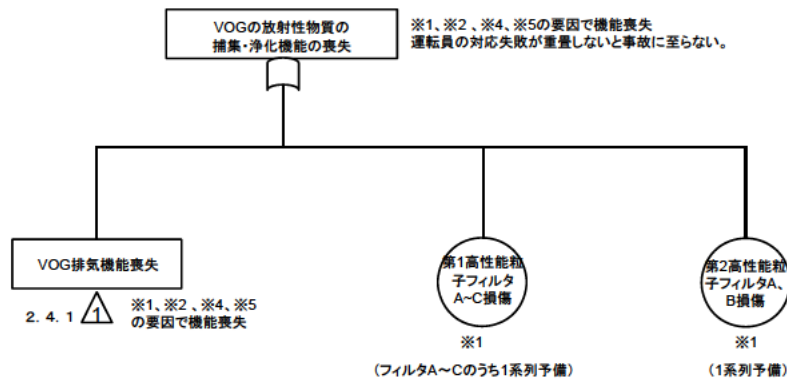 VOGの放射性物質の
捕集・浄化機能の喪失
※1、※2 、※4、※5の要因で機能喪失
運転員の対応失敗が重畳しないと事故に至らない。
VOG排気機能喪失
2. 4. 1
1
※1、※2 、※4、※5
の要因で機能喪失
第1高性能粒
子フィルタ
A~C損傷
※1
(フィルタA～Cのうち1系列予備)
第2高性能粒
子フィルタA、
B損傷
※1
(1系列予備)